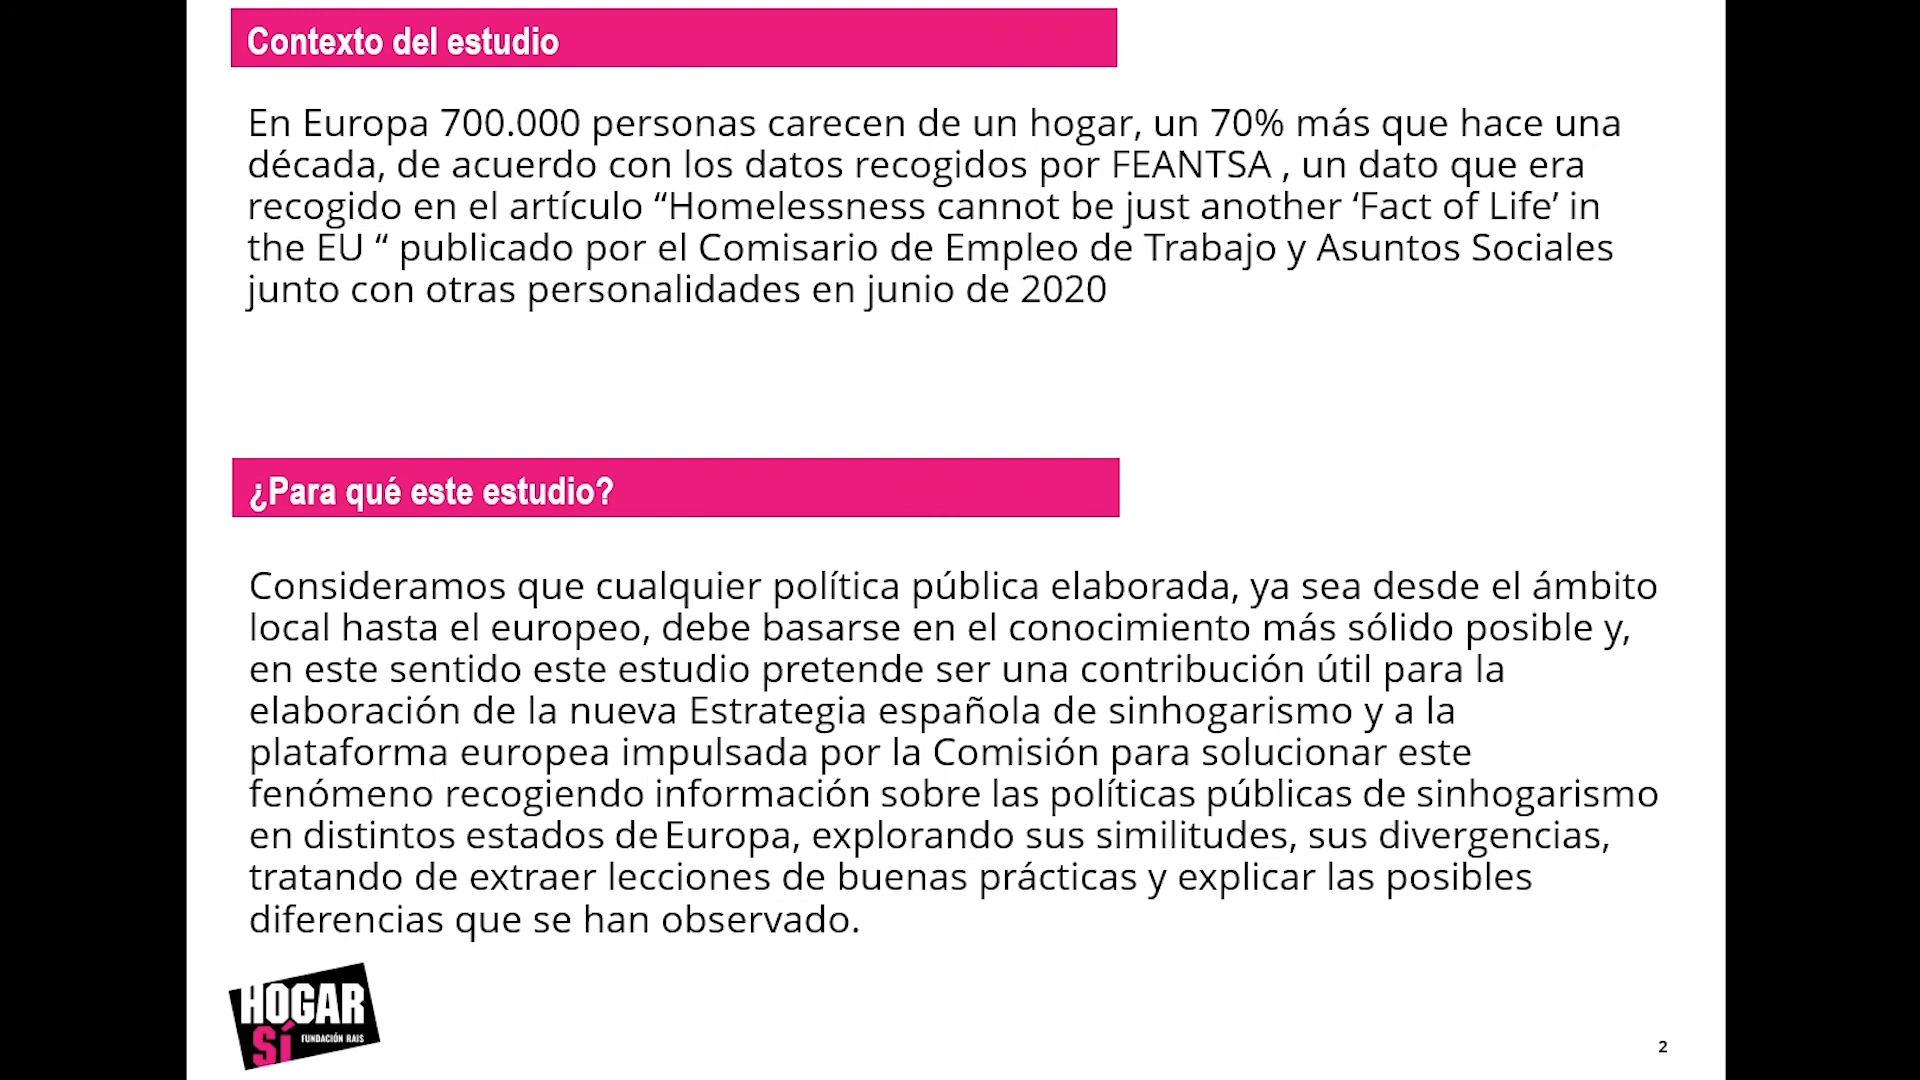 Contexto del estudio
En Europa 700.000 personas carecen de un hogar, un 70% más que hace una
década, de acuerdo con los datos recogidos por FEANTSA , un dato que era
recogido en el artículo “Homelessness cannot be just another ‘Fact of Life’ in
the EU “ publicado por el Comisario de Empleo de Trabajo y Asuntos Sociales
junto con otras personalidades en junio de 2020
¿Para qué este estudio?
Consideramos que cualquier política pública elaborada, ya sea desde el ámbito
local hasta el europeo, debe basarse en el conocimiento más sólido posible y,
en este sentido este estudio pretende ser una contribución útil para la
elaboración de la nueva Estrategia española de sinhogarismo y a la
plataforma europea impulsada por la Comisión para solucionar este
fenómeno recogiendo información sobre las políticas públicas de sinhogarismo
en distintos estados de Europa, explorando sus similitudes, sus divergencias,
tratando de extraer lecciones de buenas prácticas y explicar las posibles
diferencias que se han observado.
HOGAR
SÍ FUNDACIÓN RAIS
2